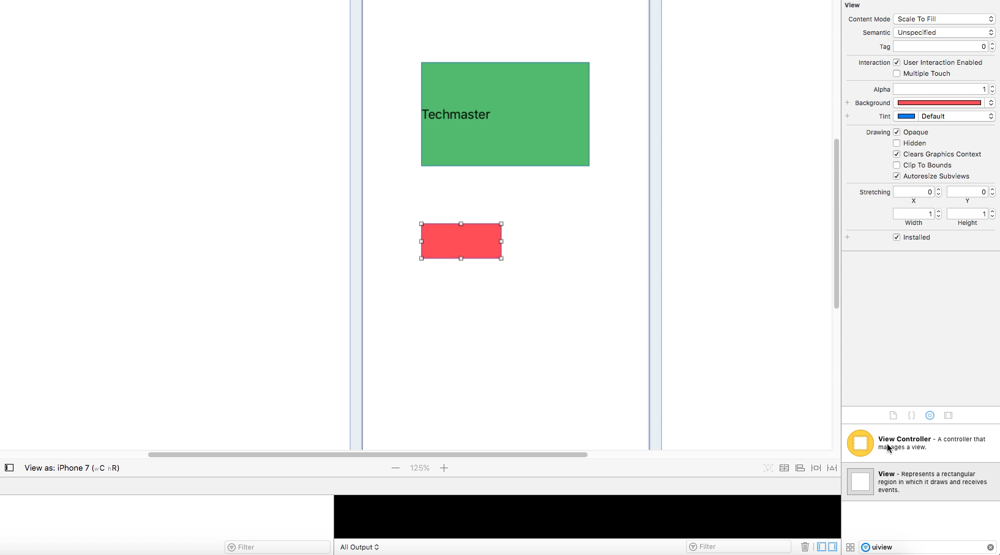 View
Content Mode Scale To Fill
Semantic Unspecified
Tag 0
Interaction User Interaction Enabled
Multiple Touch
Alpha 1
Background
Tint Default
Drawing Opaque
Hidden
Clears Graphics Context
Clip To Bounds
Autoresize Subviews
Stretching 0 0
X Y
1 1
Width Height
Installed
Techmaster
View Controller - A controller that
manages a view.
View - Represents a rectangular
region in which it draws and receives
events.
View as: iPhone 7 (wC hR)
125%
Filter
All Output
Filter
uiview